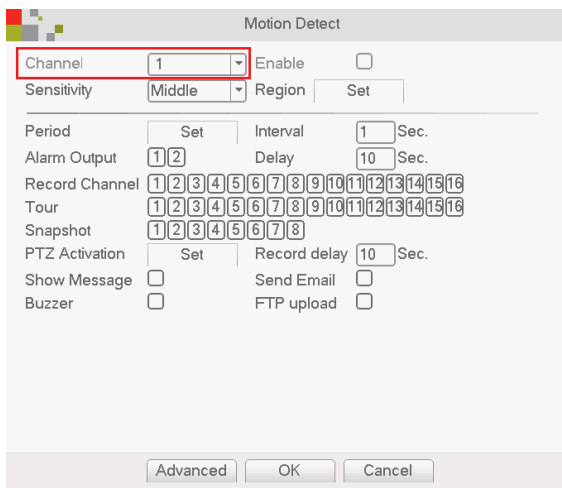 Motion Detect
Channel 1 Enable
Sensitivity Middle Region Set
Period Set Interval 1 Sec.
Alarm Output 1 2 Delay 10 Sec.
Record Channel 1 2 3 4 5 6 7 8 9 10 11 12 13 14 15 16
Tour 1 2 3 4 5 6 7 8 9 10 11 12 13 14 15 16
Snapshot 1 2 3 4 5 6 7 8
PTZ Activation Set Record delay 10 Sec.
Show Message Send Email
Buzzer FTP upload
Advanced OK Cancel